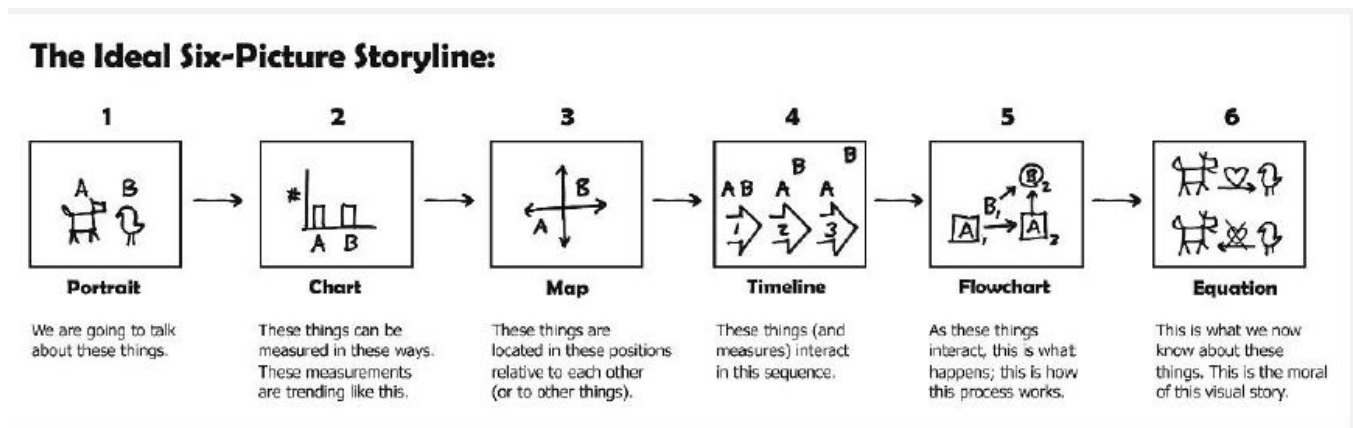 The Ideal Six-Picture Storyline:
1
A B
Portrait
We are going to talk
about these things.
2
#
A B
Chart
These things can be
measured in these ways.
These measurements
are trending like this.
3
B
A
Map
These things are
located in these positions
relative to each other
(or to other things).
4
B
B
A B A A
1 2 3
Timeline
These things (and
measures) interact
in this sequence.
5
B2
B1
A1 A2
Flowchart
As these things
interact, this is what
happens; this is how
this process works.
6
Equation
This is what we now
know about these
things. This is the moral
of this visual story.